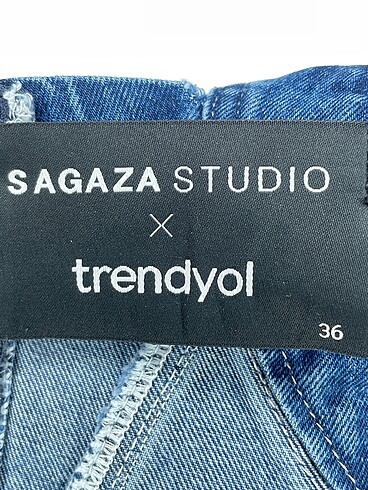 SAGAZA STUDIO
X
trendyol
36